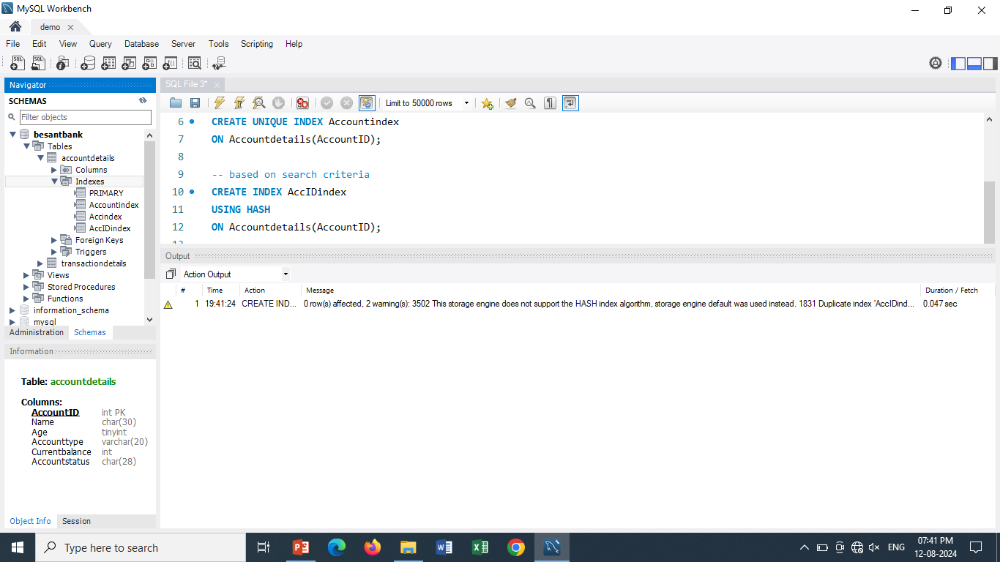 MySQL Workbench
demo
File Edit View Query Database Server Tools Scripting Help
Navigator
SCHEMAS
Filter objects
besantbank
Tables
accountdetails
Columns
Indexes
PRIMARY
Accountindex
Accindex
AccIDindex
Foreign Keys
Triggers
transactiondetails
Views
Stored Procedures
Functions
information_schema
mysql
Administration Schemas
Information
Table: accountdetails
Columns:
AccountID int PK
Name char(30)
Age tinyint
Accounttype varchar(20)
Currentbalance int
Accountstatus char(28)
Object Info Session
SQL File 3*
Limit to 50000 rows
6 CREATE UNIQUE INDEX Accountindex
7 ON Accountdetails(AccountID);
8
9 -- based on search criteria
10 CREATE INDEX AccIDindex
11 USING HASH
12 ON Accountdetails(AccountID);
Output
Action Output
# Time Action Message Duration / Fetch
1 19:41:24 CREATE IND... 0 row(s) affected, 2 warning(s): 3502 This storage engine does not support the HASH index algorithm, storage engine default was used instead. 1831 Duplicate index 'AccIDind... 0.047 sec
Type here to search
ENG
07:41 PM
12-08-2024